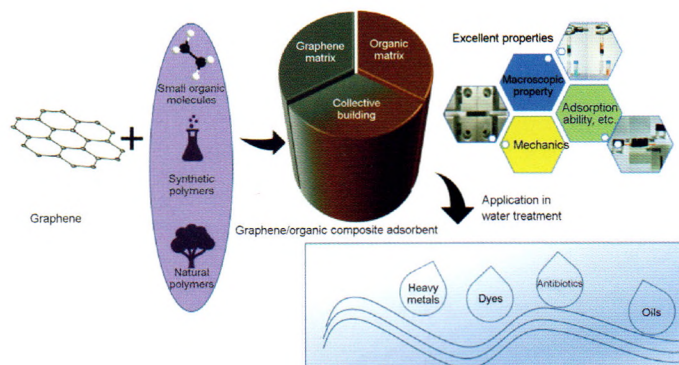 Graphene
+
Small organic
molecules
Synthetic
polymers
Natural
polymers
Graphene
matrix
Organic
matrix
Collective
building
Graphene/organic composite adsorbent
Excellent properties
Macroscopic
property
Adsorption
ability, etc.
Mechanics
Application in
water treatment
Heavy
metals
Dyes
Antibiotics
Oils